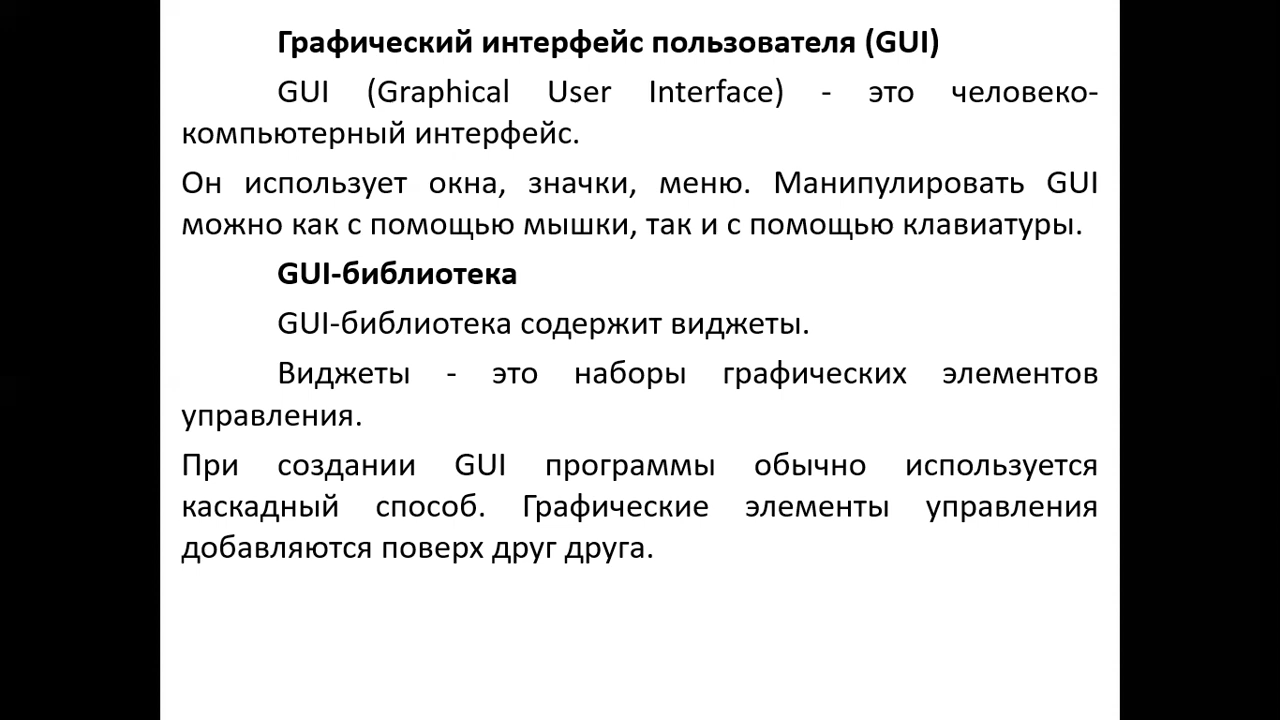 Графический интерфейс пользователя (GUI)
GUI (Graphical User Interface) - это человеко-
компьютерный интерфейс.
Он использует окна, значки, меню. Манипулировать GUI
можно как с помощью мышки, так и с помощью клавиатуры.
GUI-библиотека
GUI-библиотека содержит виджеты.
Виджеты - это наборы графических элементов
управления.
При создании GUI программы обычно используется
каскадный способ. Графические элементы управления
добавляются поверх друг друга.